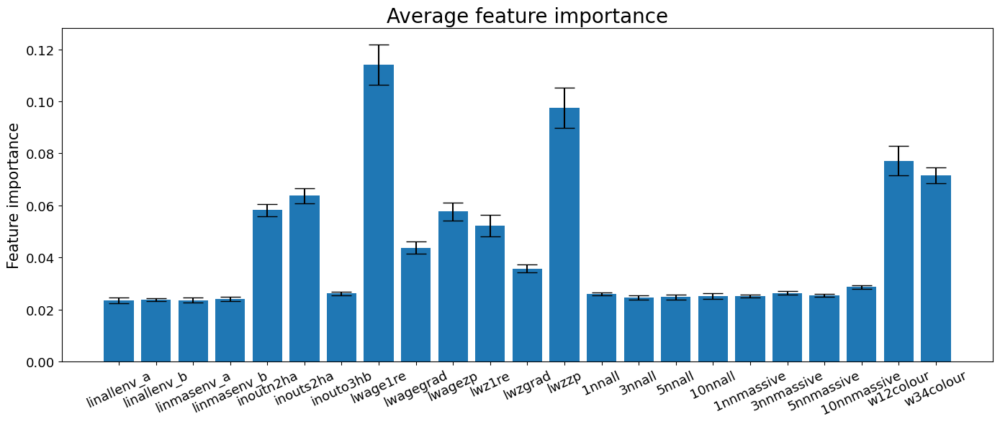 Average feature importance
Feature importance
0.12
0.10
0.08
0.06
0.04
0.02
0.00
linallenv_a
linallenv_b
linmasenv_a
linmasenv_b
inoutn2ha
inouts2ha
inouto3hb
lwage1re
lwagegrad
lwagezp
lwz1re
lwzgrad
lwzzp
1nnall
3nnall
5nnall
10nnall
1nnmassive
3nnmassive
5nnmassive
10nnmassive
w12colour
w34colour